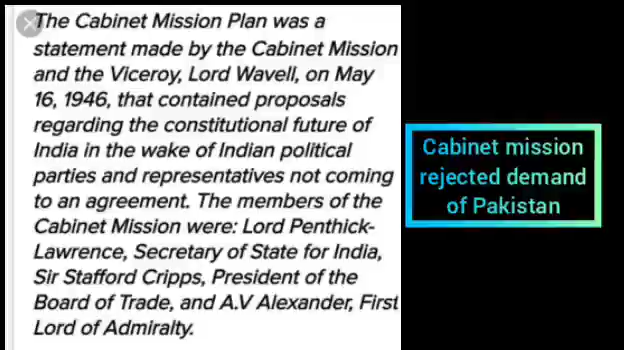 The Cabinet Mission Plan was a
statement made by the Cabinet Mission
and the Viceroy, Lord Wavell, on May
16, 1946, that contained proposals
regarding the constitutional future of
India in the wake of Indian political
parties and representatives not coming
to an agreement. The members of the
Cabinet Mission were: Lord Penthick-
Lawrence, Secretary of State for India,
Sir Stafford Cripps, President of the
Board of Trade, and A.V Alexander, First
Lord of Admiralty.
Cabinet mission
rejected demand
of Pakistan